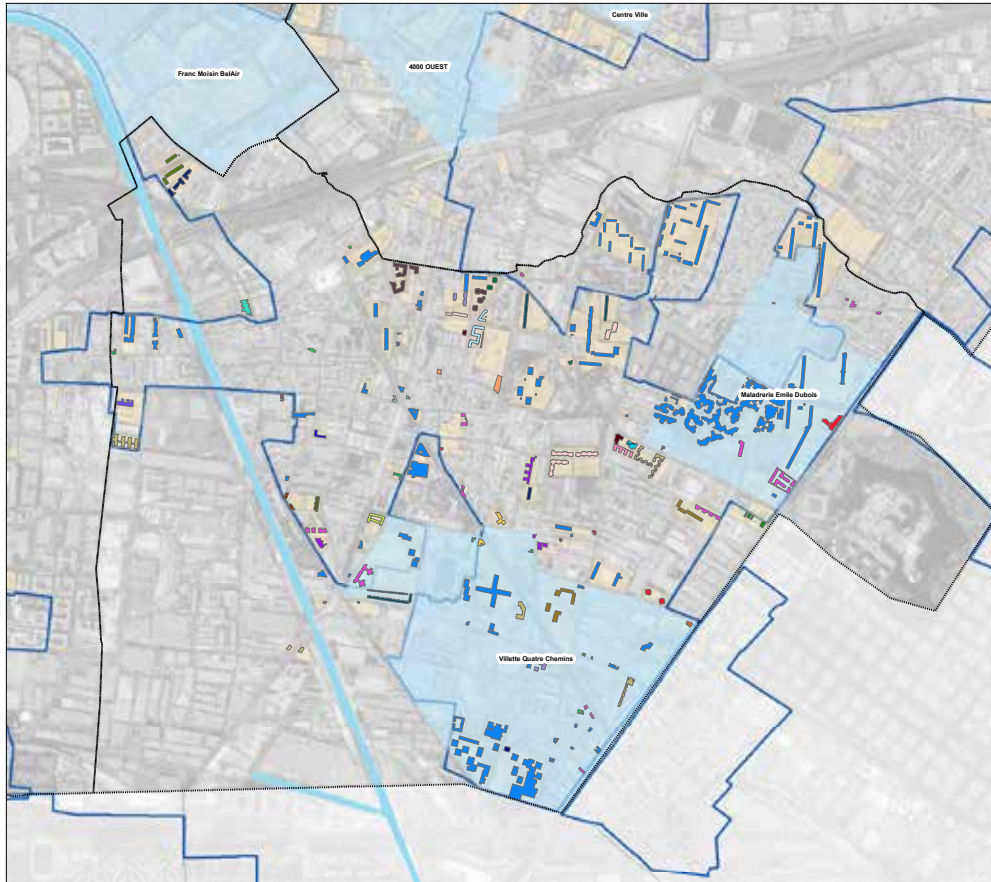 Centre Ville
4000 OUEST
Franc Moisin BelAir
Maladrerie Emile Dubois
Villette Quatre Chemins